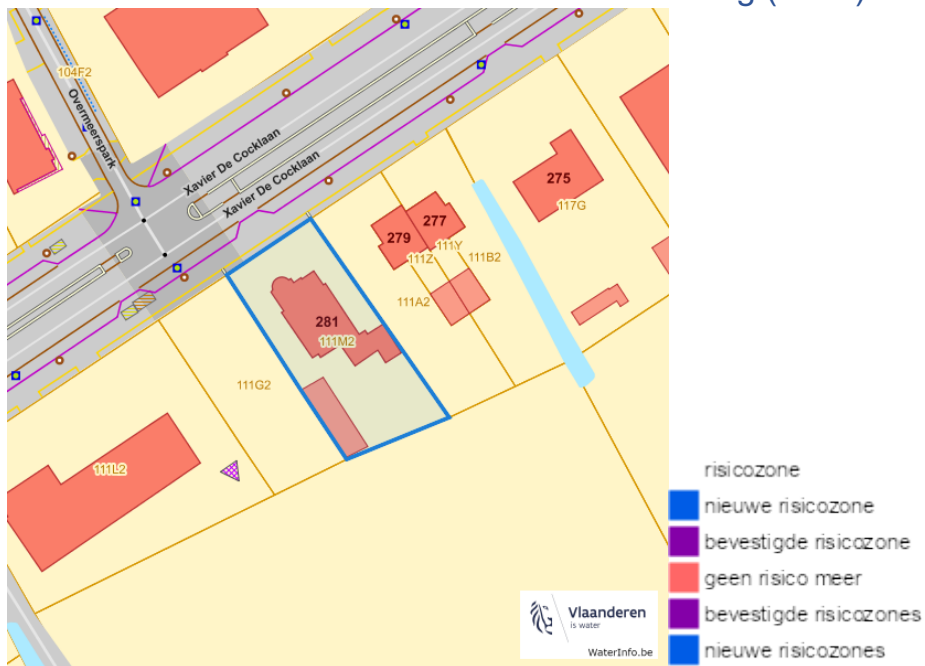 g (
)
104F2
Overmeerspark
Xavier De Cocklaan
Xavier De Cocklaan
275
117G
277
279
111Y
111Z
111B2
111A2
281
111M2
111G2
111L2
Vlaanderen
is water
WaterInfo.be
risicozone
nieuwe risicozone
bevestigde risicozone
geen risico meer
bevestigde risicozones
nieuwe risicozones